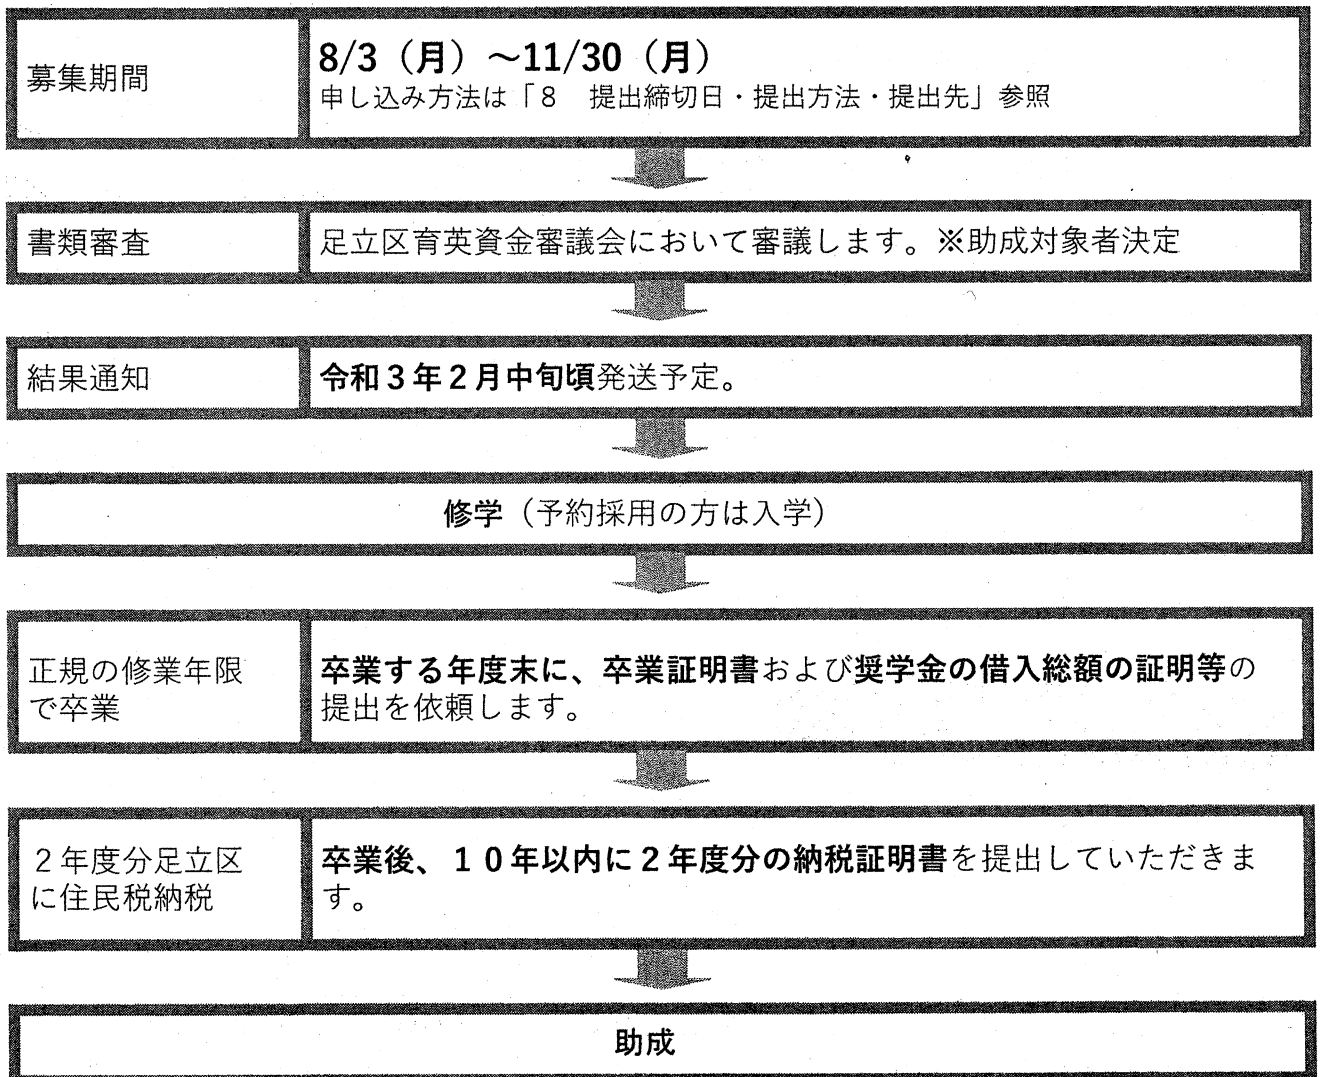 募集期間
8/3（月）～11/30（月）
申し込み方法は「８　提出締切日・提出方法・提出先」参照
書類審査
足立区育英資金審議会において審議します。※助成対象者決定
結果通知
令和３年２月中旬頃発送予定。
修学（予約採用の方は入学）
正規の修業年限
で卒業
卒業する年度末に、卒業証明書および奨学金の借入総額の証明等の
提出を依頼します。
２年度分足立区
に住民税納税
卒業後、１０年以内に２年度分の納税証明書を提出していただきま
す。
助成